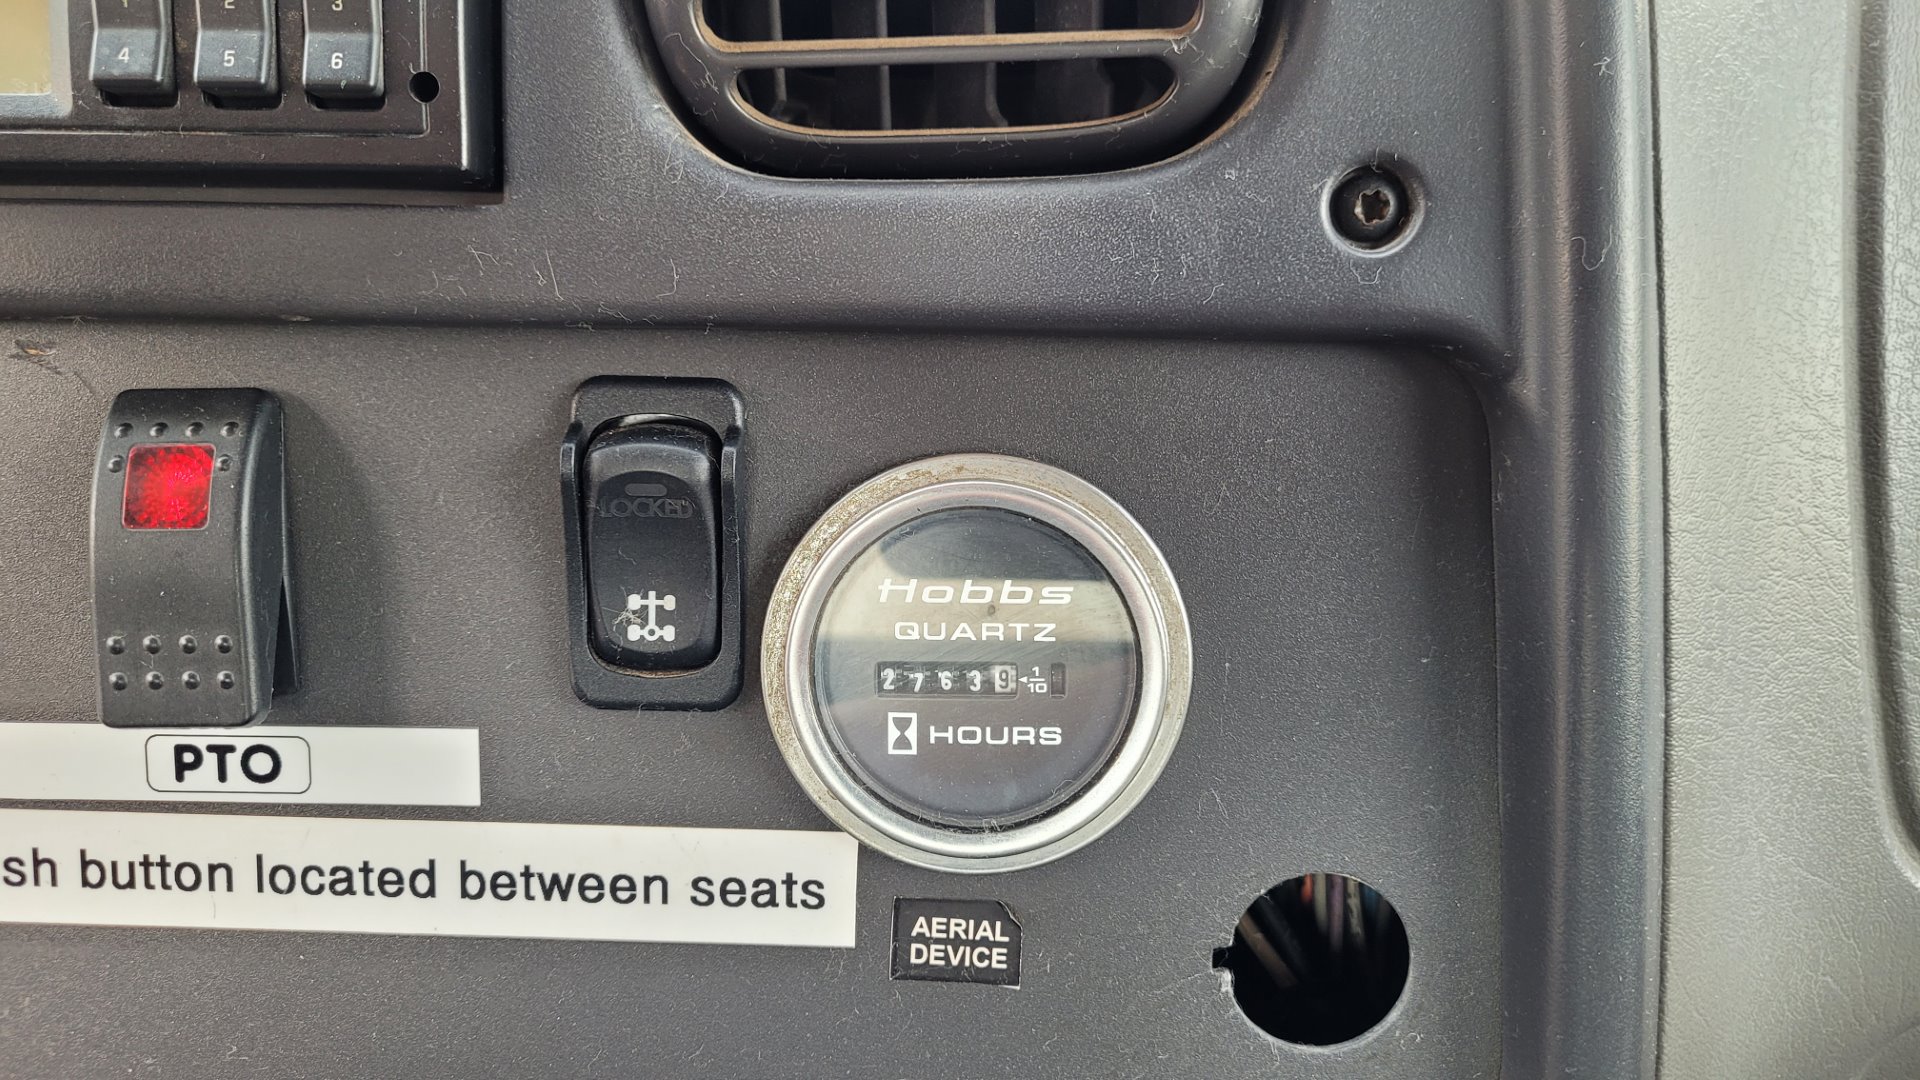 1 2 3
4 5 6
LOCKED
Hobbs
QUARTZ
27639 1/10
HOURS
PTO
sh button located between seats
AERIAL
DEVICE